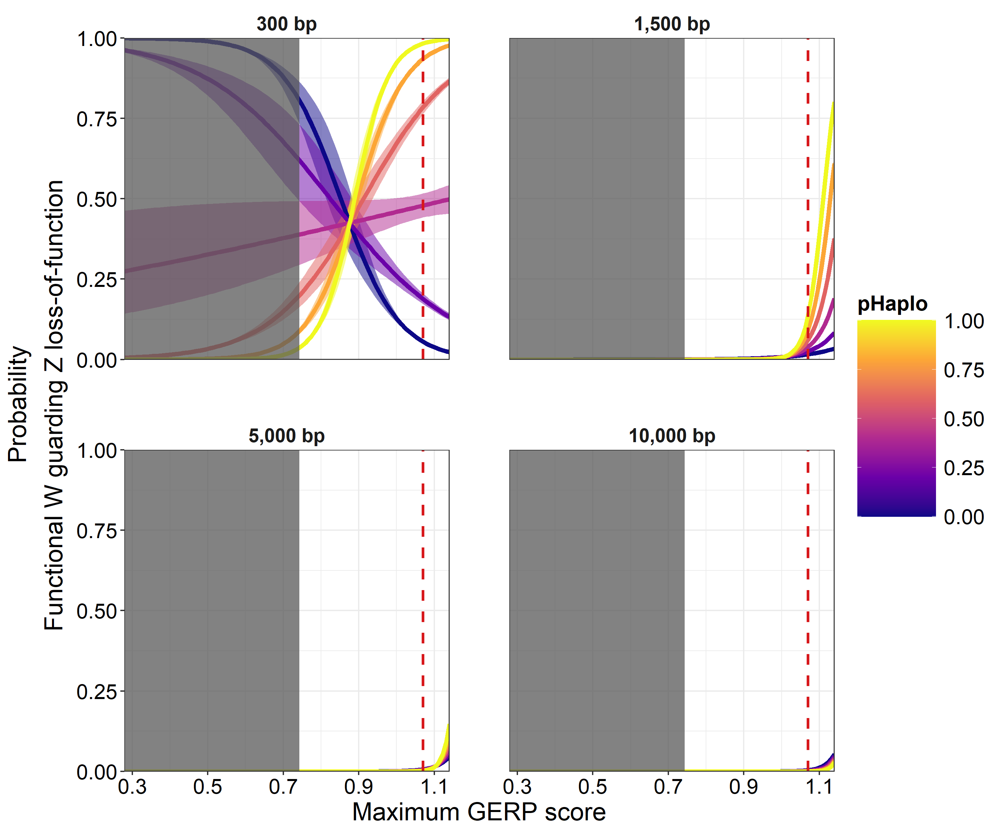 300 bp
1,500 bp
1.00
0.75
0.50
0.25
0.00
Probability
Functional W guarding Z loss-of-function
pHaplo
1.00
0.75
0.50
0.25
0.00
5,000 bp
10,000 bp
1.00
0.75
0.50
0.25
0.00
0.3 0.5 0.7 0.9 1.1
0.3 0.5 0.7 0.9 1.1
Maximum GERP score